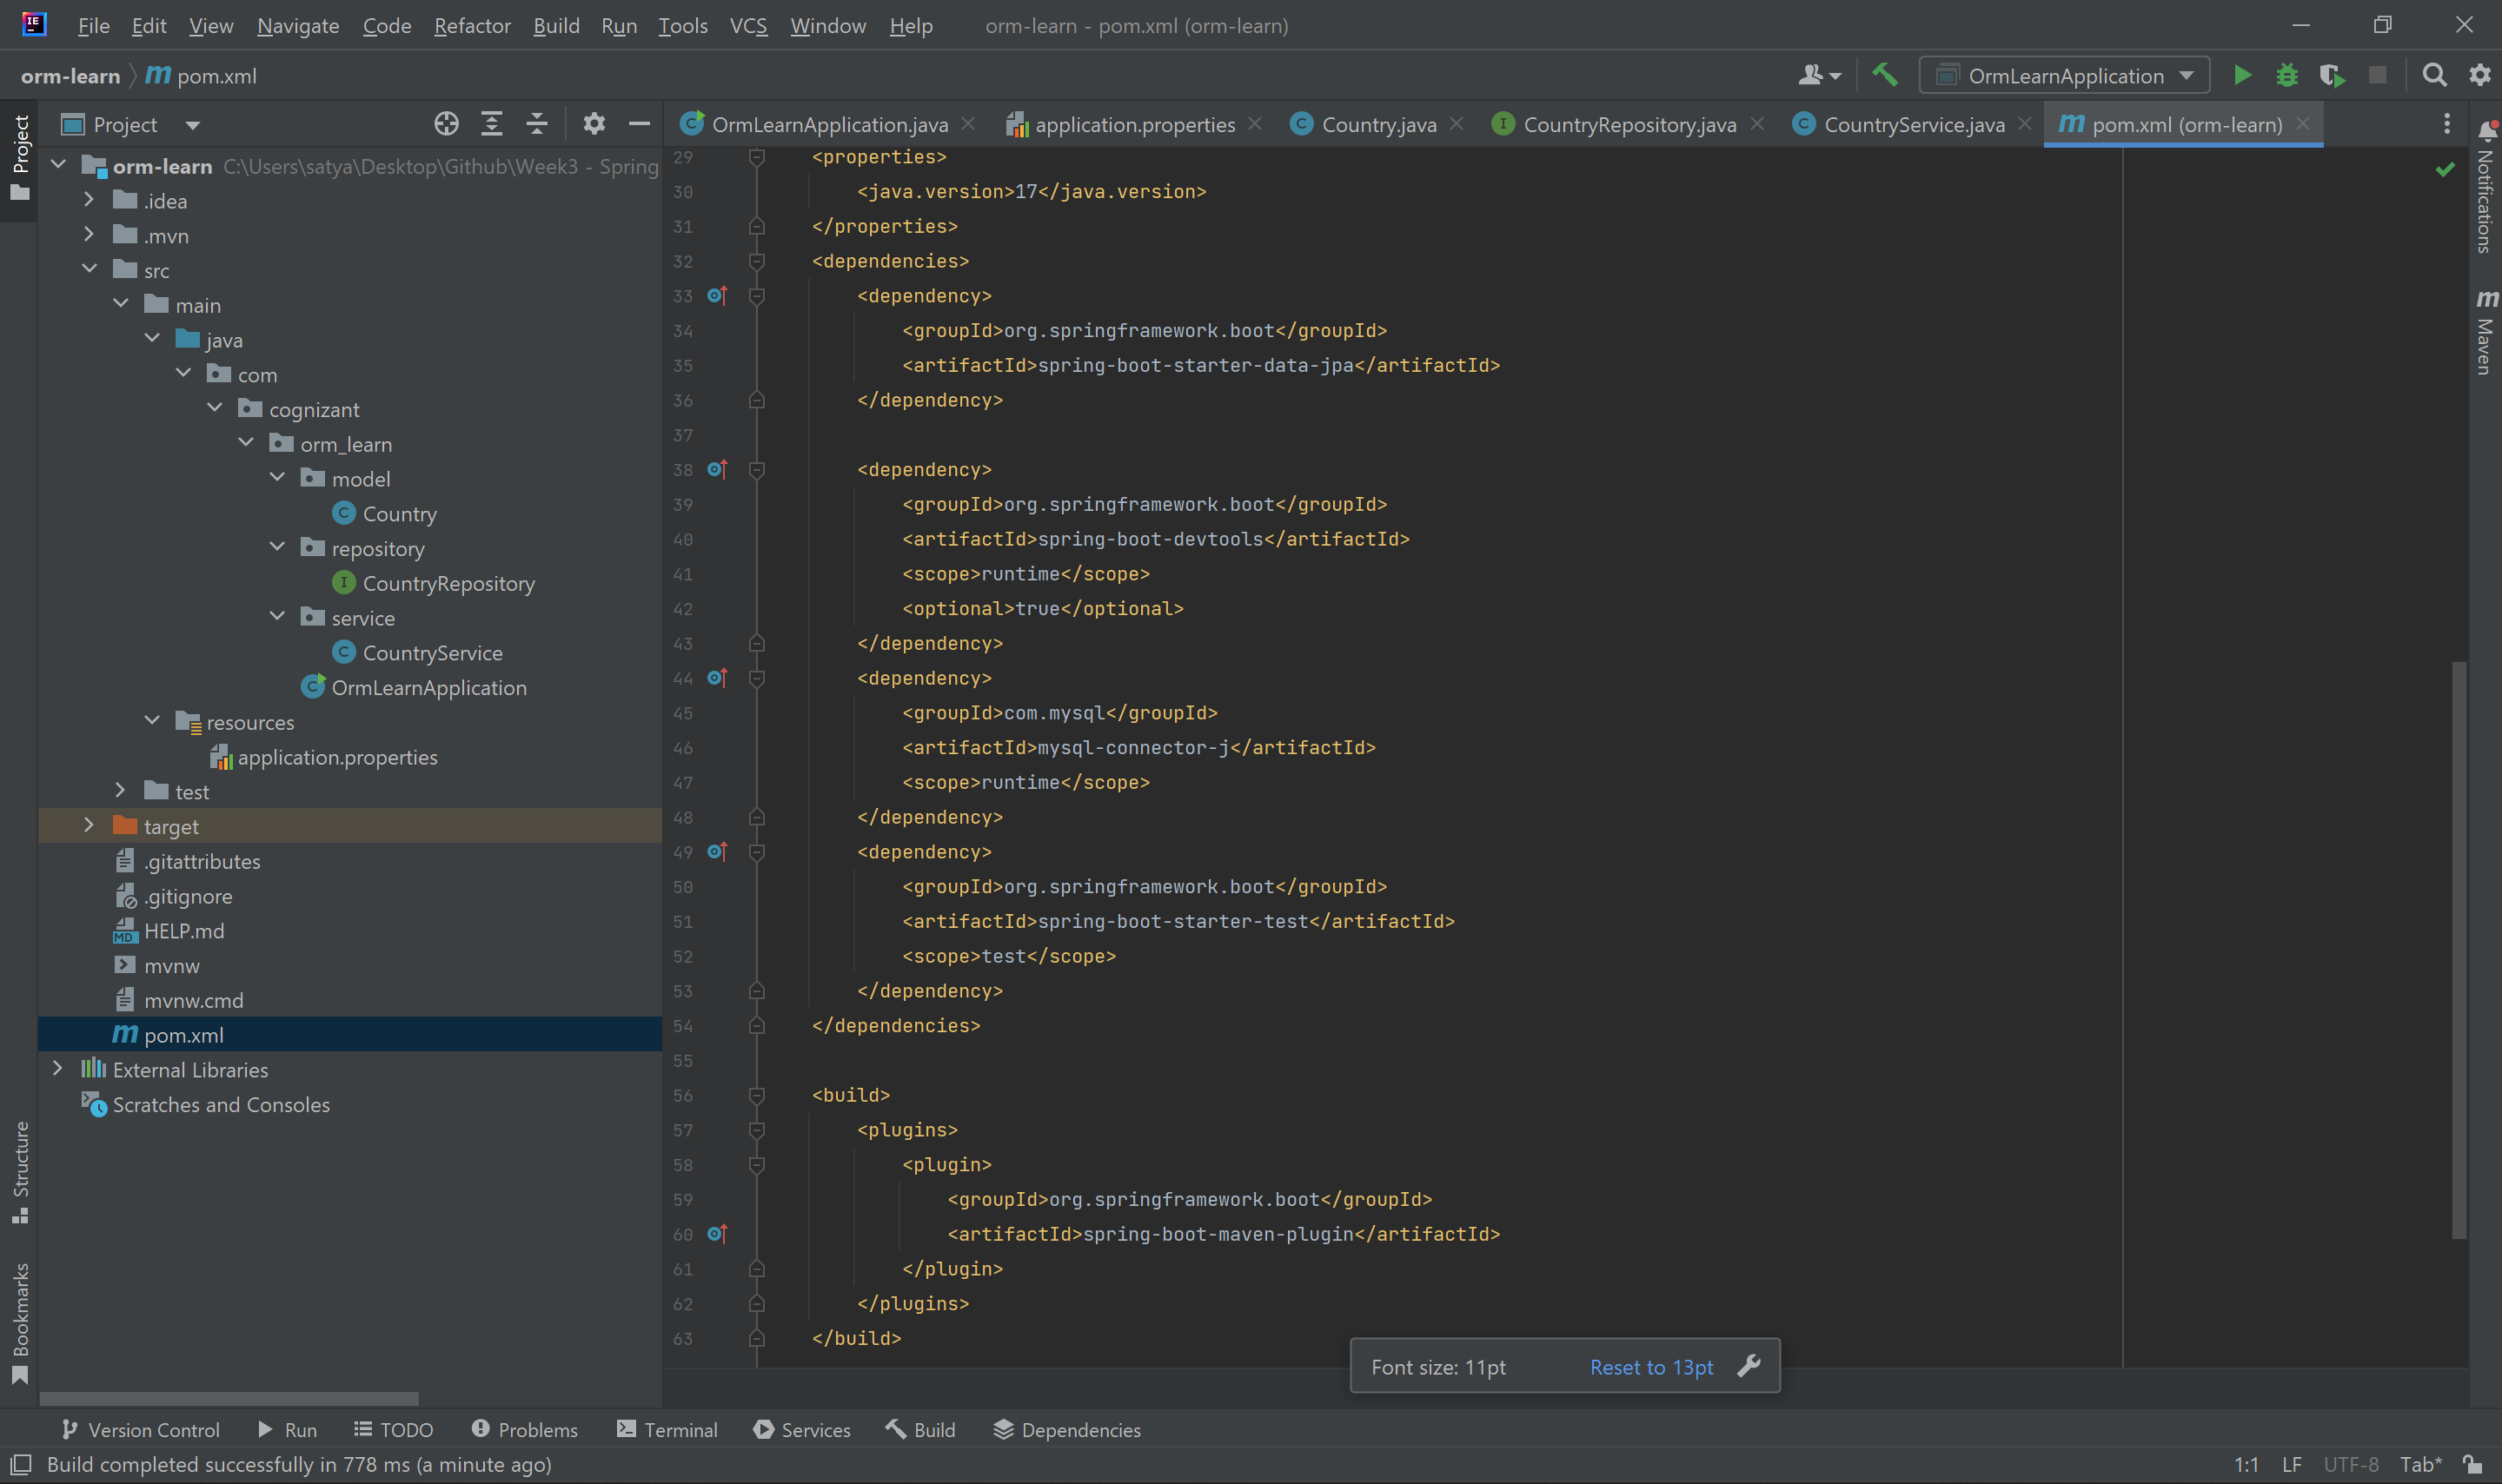 File Edit View Navigate Code Refactor Build Run Tools VCS Window Help orm-learn - pom.xml (orm-learn)
orm-learn m pom.xml OrmLearnApplication
Project
OrmLearnApplication.java application.properties Country.java CountryRepository.java CountryService.java pom.xml (orm-learn)
Project
Structure
Bookmarks
orm-learn C:\Users\satya\Desktop\Github\Week3 - Spring
.idea
.mvn
src
main
java
com
cognizant
orm_learn
model
Country
repository
CountryRepository
service
CountryService
OrmLearnApplication
resources
application.properties
test
target
.gitattributes
.gitignore
HELP.md
mvnw
mvnw.cmd
pom.xml
External Libraries
Scratches and Consoles
29 <properties>
30 <java.version>17</java.version>
31 </properties>
32 <dependencies>
33 <dependency>
34 <groupId>org.springframework.boot</groupId>
35 <artifactId>spring-boot-starter-data-jpa</artifactId>
36 </dependency>
37
38 <dependency>
39 <groupId>org.springframework.boot</groupId>
40 <artifactId>spring-boot-devtools</artifactId>
41 <scope>runtime</scope>
42 <optional>true</optional>
43 </dependency>
44 <dependency>
45 <groupId>com.mysql</groupId>
46 <artifactId>mysql-connector-j</artifactId>
47 <scope>runtime</scope>
48 </dependency>
49 <dependency>
50 <groupId>org.springframework.boot</groupId>
51 <artifactId>spring-boot-starter-test</artifactId>
52 <scope>test</scope>
53 </dependency>
54 </dependencies>
55
56 <build>
57 <plugins>
58 <plugin>
59 <groupId>org.springframework.boot</groupId>
60 <artifactId>spring-boot-maven-plugin</artifactId>
61 </plugin>
62 </plugins>
63 </build>
Notifications
Maven
Font size: 11pt Reset to 13pt
Version Control Run TODO Problems Terminal Services Build Dependencies
Build completed successfully in 778 ms (a minute ago) 1:1 LF UTF-8 Tab*